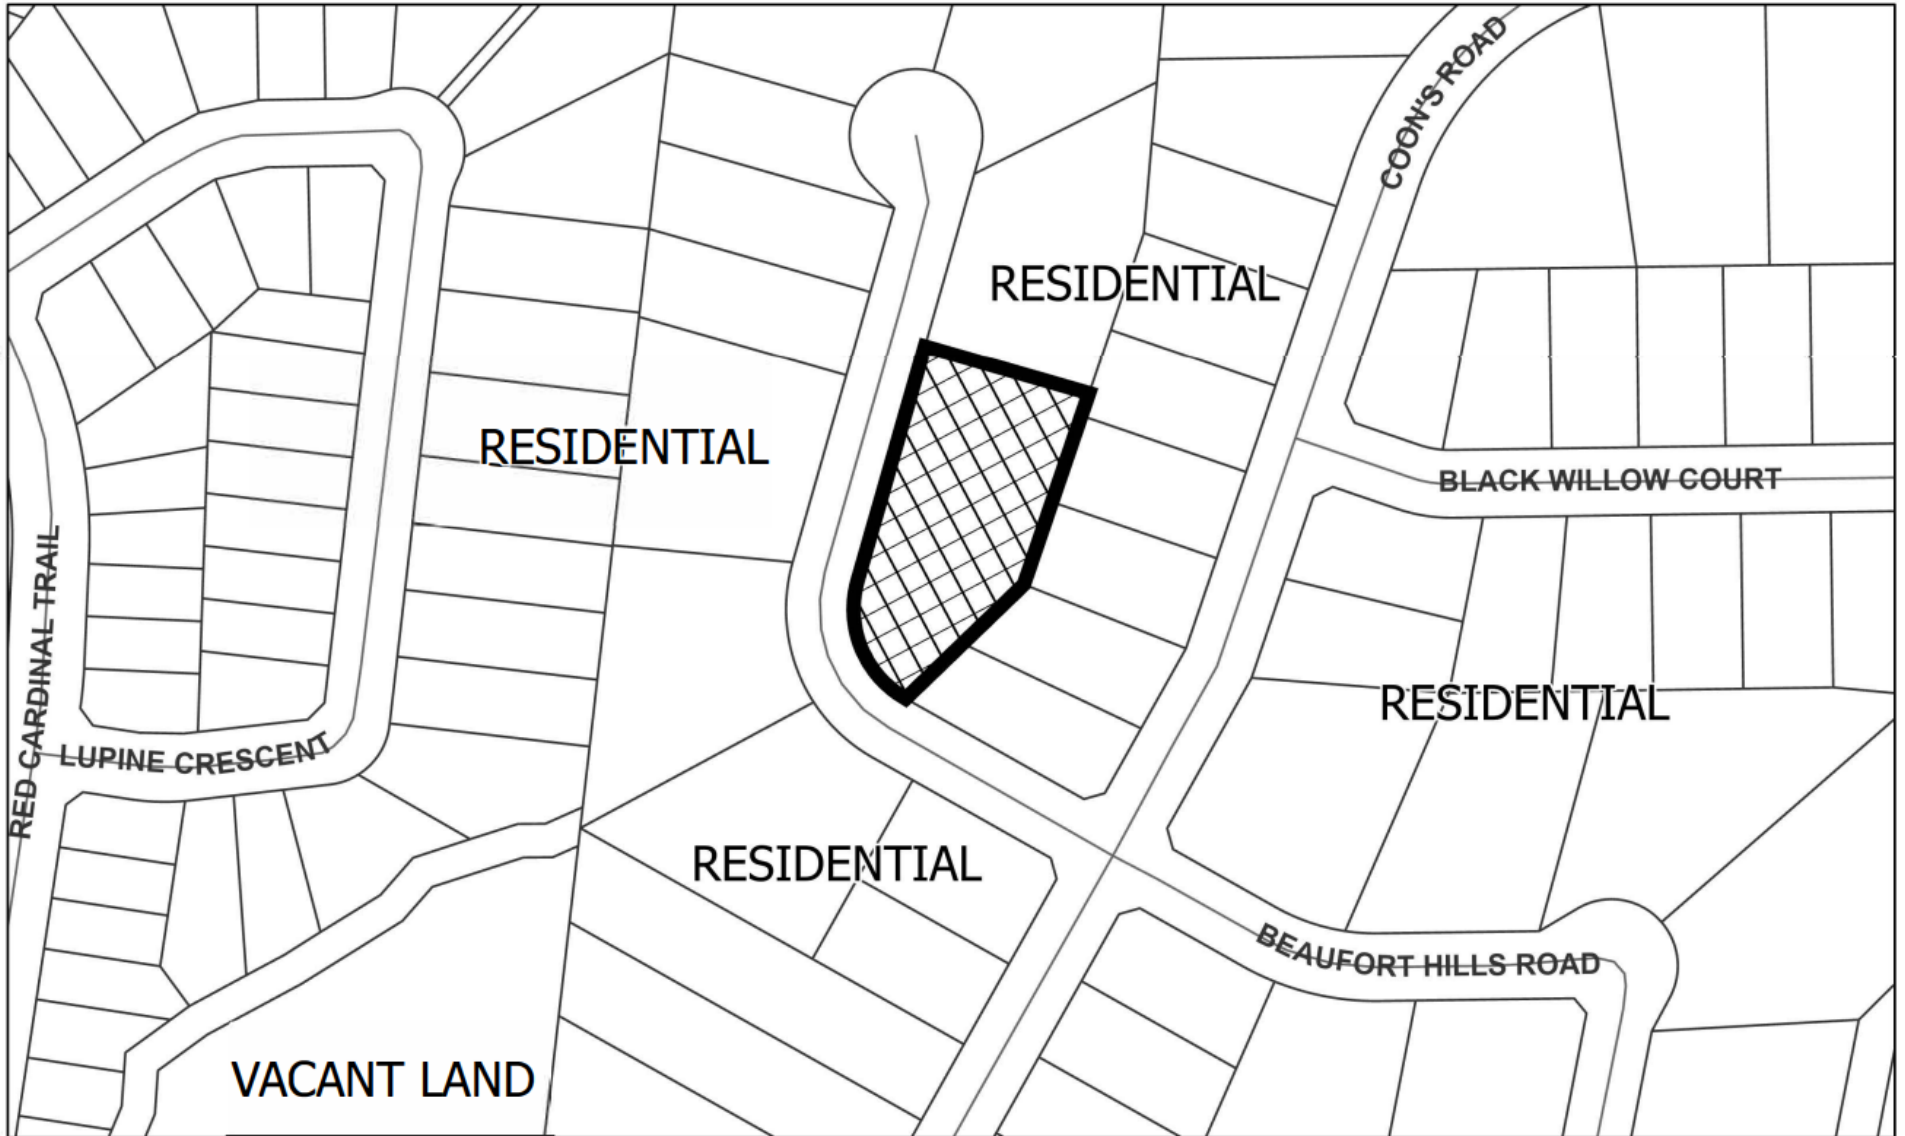 COON'S ROAD
RESIDENTIAL
RESIDENTIAL
BLACK WILLOW COURT
RED CARDINAL TRAIL
RESIDENTIAL
LUPINE CRESCENT
RESIDENTIAL
BEAUFORT HILLS ROAD
VACANT LAND